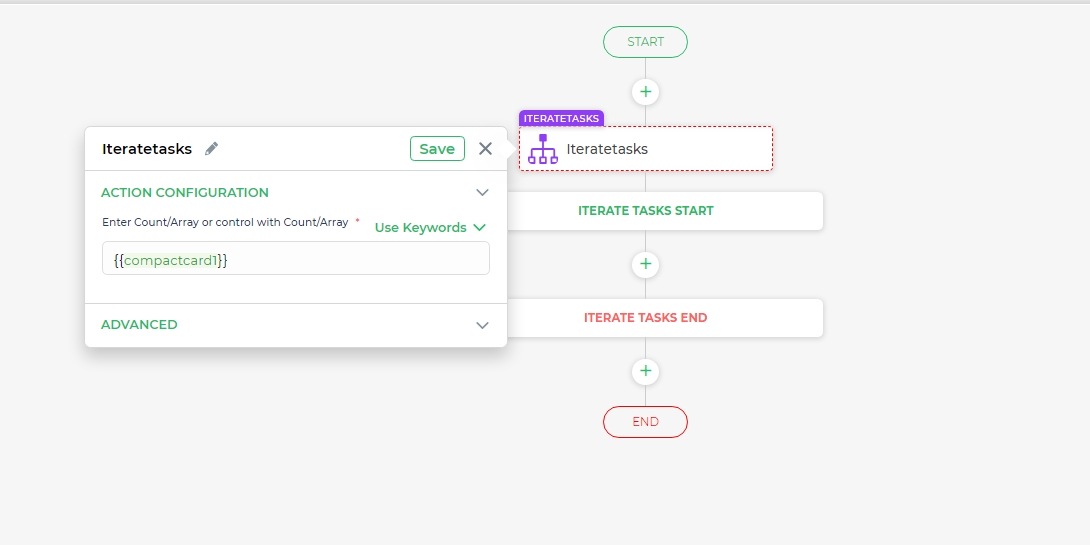 START
+
ITERATETASKS
Iteratetasks
Iteratetasks
Save
ACTION CONFIGURATION
Enter Count/Array or control with Count/Array *
Use Keywords
{{compactcard1}}
ADVANCED
ITERATE TASKS START
+
ITERATE TASKS END
+
END